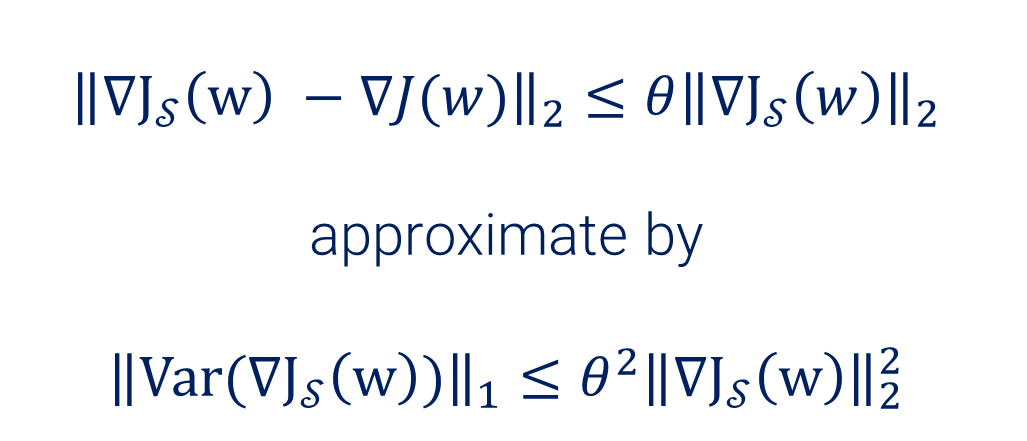 ‖∇J𝒮(w) − ∇J(w)‖₂ ≤ θ‖∇J𝒮(w)‖₂
approximate by
‖Var(∇J𝒮(w))‖₁ ≤ θ²‖∇J𝒮(w)‖₂²